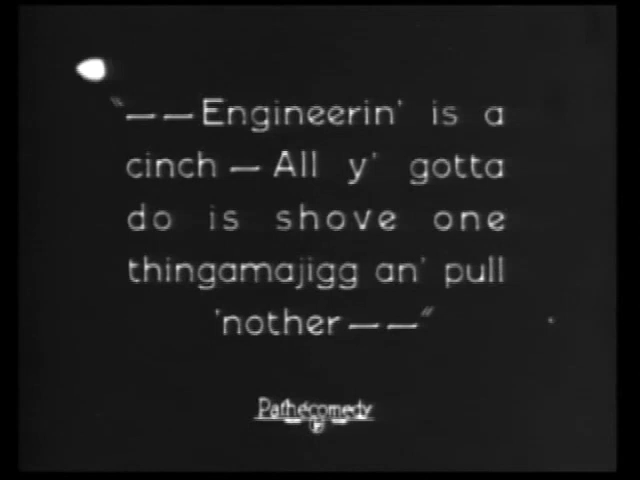 "——Engineerin' is a
cinch—All y' gotta
do is shove one
thingamajigg an' pull
'nother——"
Pathécomedy
P